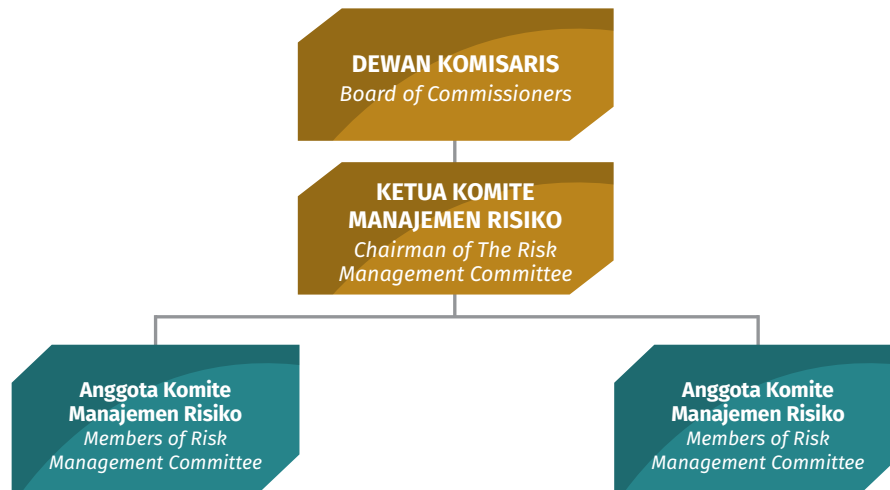 DEWAN KOMISARIS
Board of Commissioners
KETUA KOMITE
MANAJEMEN RISIKO
Chairman of The Risk
Management Committee
Anggota Komite
Manajemen Risiko
Members of Risk
Management Committee
Anggota Komite
Manajemen Risiko
Members of Risk
Management Committee